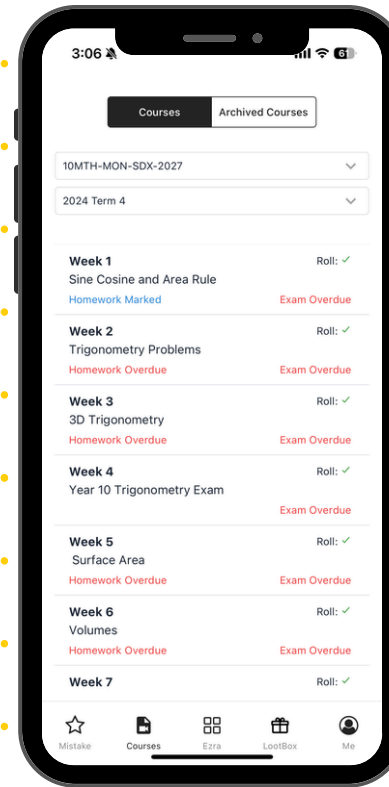 3:06 61
Courses Archived Courses
10MTH-MON-SDX-2027
2024 Term 4
Week 1 Roll: ✓
Sine Cosine and Area Rule
Homework Marked Exam Overdue
Week 2 Roll: ✓
Trigonometry Problems
Homework Overdue Exam Overdue
Week 3 Roll: ✓
3D Trigonometry
Homework Overdue Exam Overdue
Week 4 Roll: ✓
Year 10 Trigonometry Exam
Exam Overdue
Week 5 Roll: ✓
Surface Area
Homework Overdue Exam Overdue
Week 6 Roll: ✓
Volumes
Homework Overdue Exam Overdue
Week 7 Roll: ✓
Mistake Courses Ezra LootBox Me